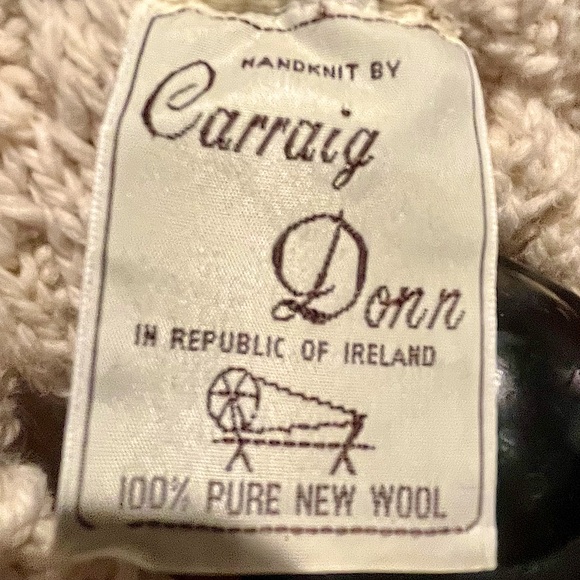 HANDKNIT BY
Carraig
Donn
IN REPUBLIC OF IRELAND
100% PURE NEW WOOL